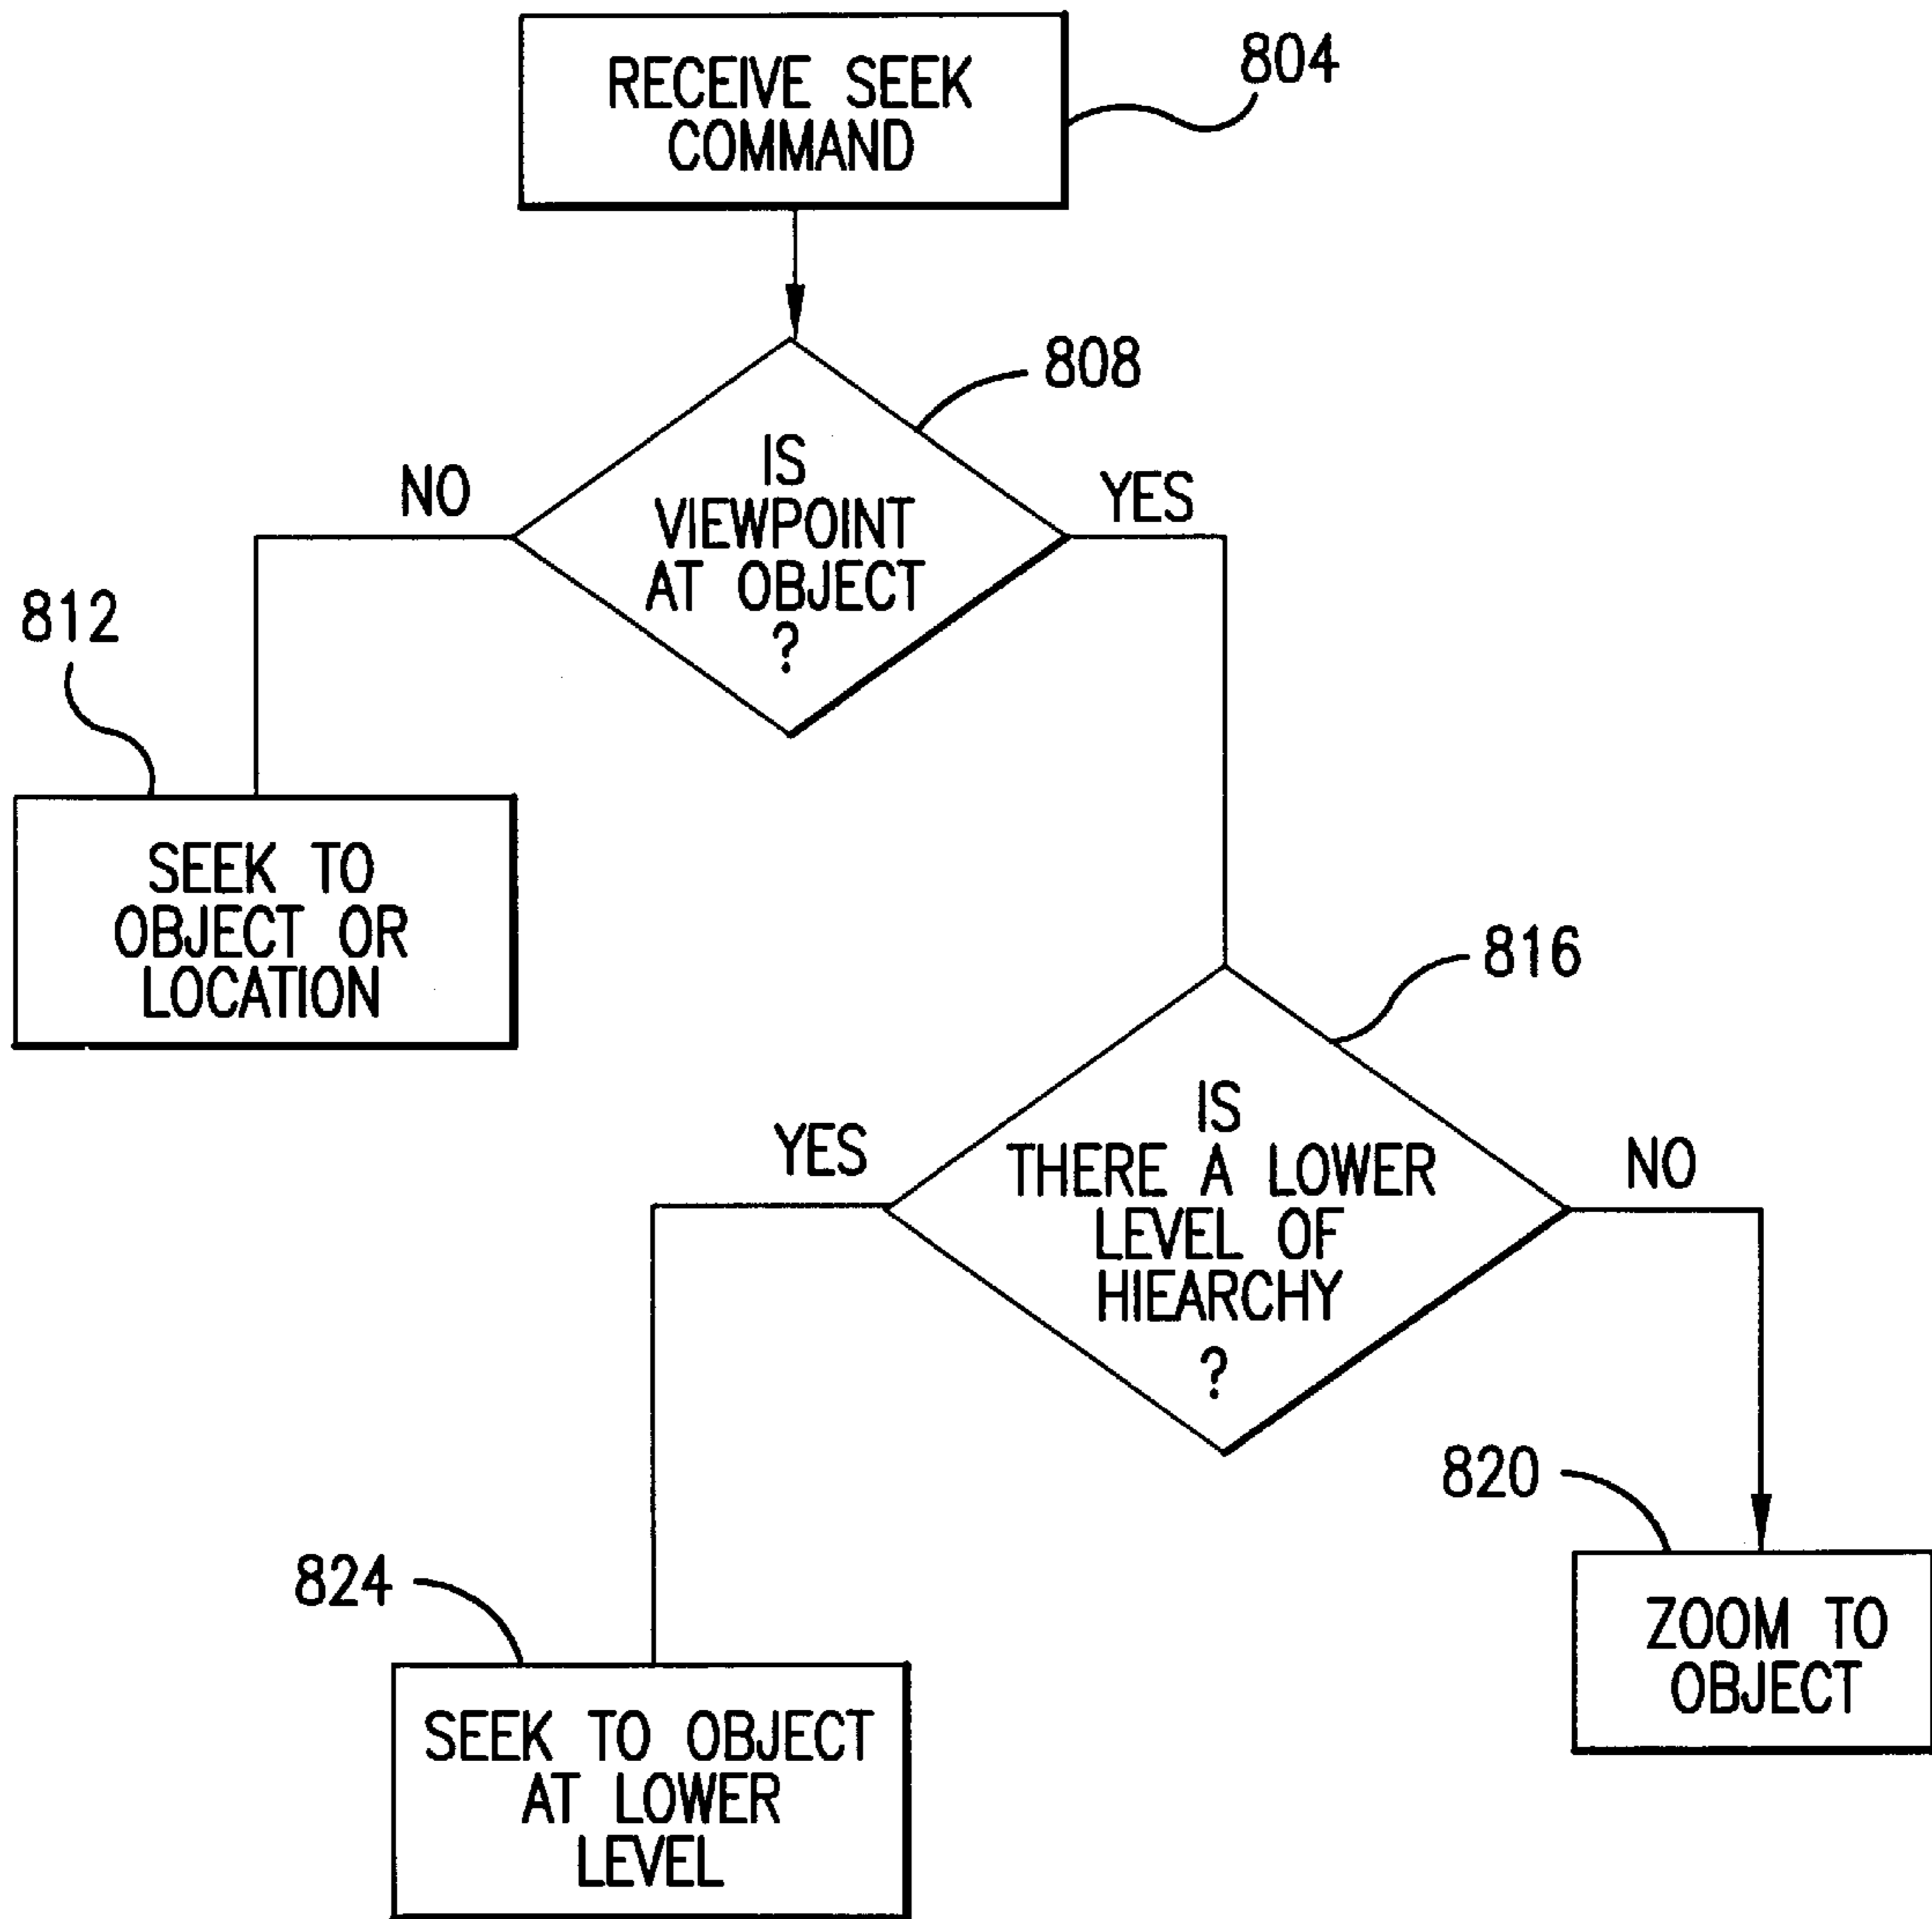 RECEIVE SEEK
COMMAND
804
808
IS
VIEWPOINT
AT OBJECT
?
NO
YES
812
SEEK TO
OBJECT OR
LOCATION
816
IS
THERE A LOWER
LEVEL OF
HIEARCHY
?
YES
NO
820
ZOOM TO
OBJECT
824
SEEK TO OBJECT
AT LOWER
LEVEL